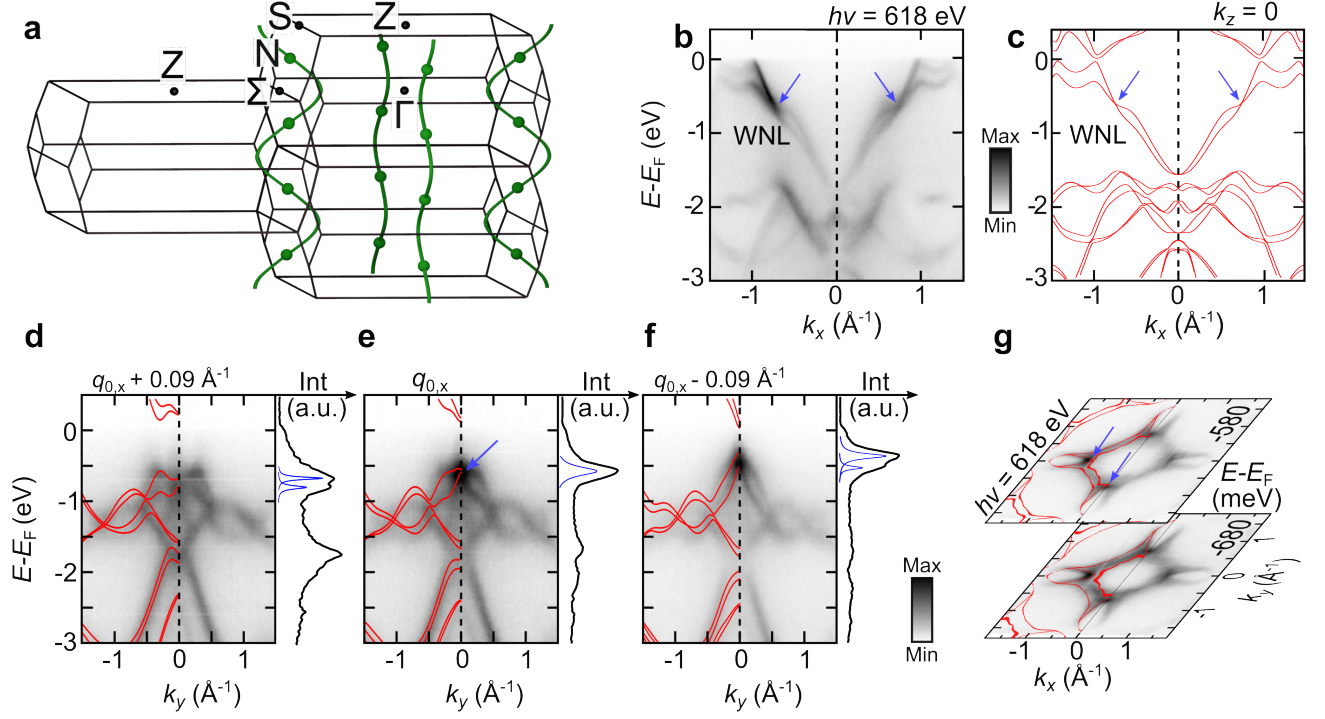 a
S
Z
N
Z
Σ
Γ
b
hν = 618 eV
0
-1
-2
-3
E-E_F (eV)
WNL
-1
0
1
k_x (Å⁻¹)
Max
Min
c
k_z = 0
0
-1
-2
-3
WNL
-1
0
1
k_x (Å⁻¹)
d
q_0,x + 0.09 Å⁻¹
Int
(a.u.)
0
-1
-2
-3
E-E_F (eV)
-1
0
1
k_y (Å⁻¹)
e
q_0,x
Int
(a.u.)
-1
0
1
k_y (Å⁻¹)
f
q_0,x - 0.09 Å⁻¹
Int
(a.u.)
-1
0
1
k_y (Å⁻¹)
Max
Min
g
hν = 618 eV
-580
E-E_F
(meV)
-680
1
0
-1
k_y (Å⁻¹)
-1
0
1
k_x (Å⁻¹)